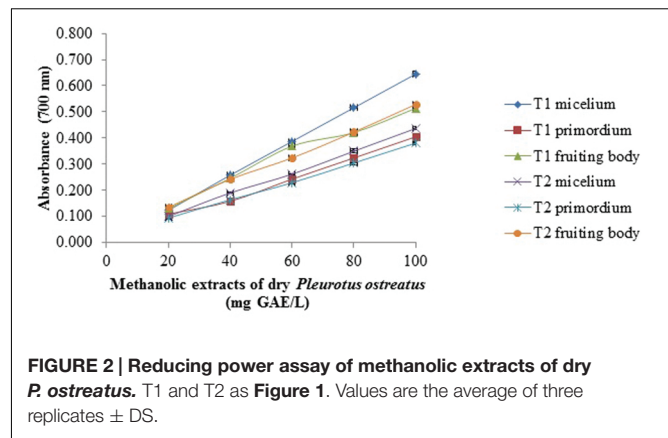 0.800
0.700
0.600
0.500
0.400
0.300
0.200
0.100
0.000
Absorbance (700 nm)
0 20 40 60 80 100
Methanolic extracts of dry Pleurotus ostreatus
(mg GAE/L)
T1 micelium
T1 primordium
T1 fruiting body
T2 micelium
T2 primordium
T2 fruiting body
FIGURE 2 | Reducing power assay of methanolic extracts of dry
P. ostreatus. T1 and T2 as Figure 1. Values are the average of three
replicates ± DS.